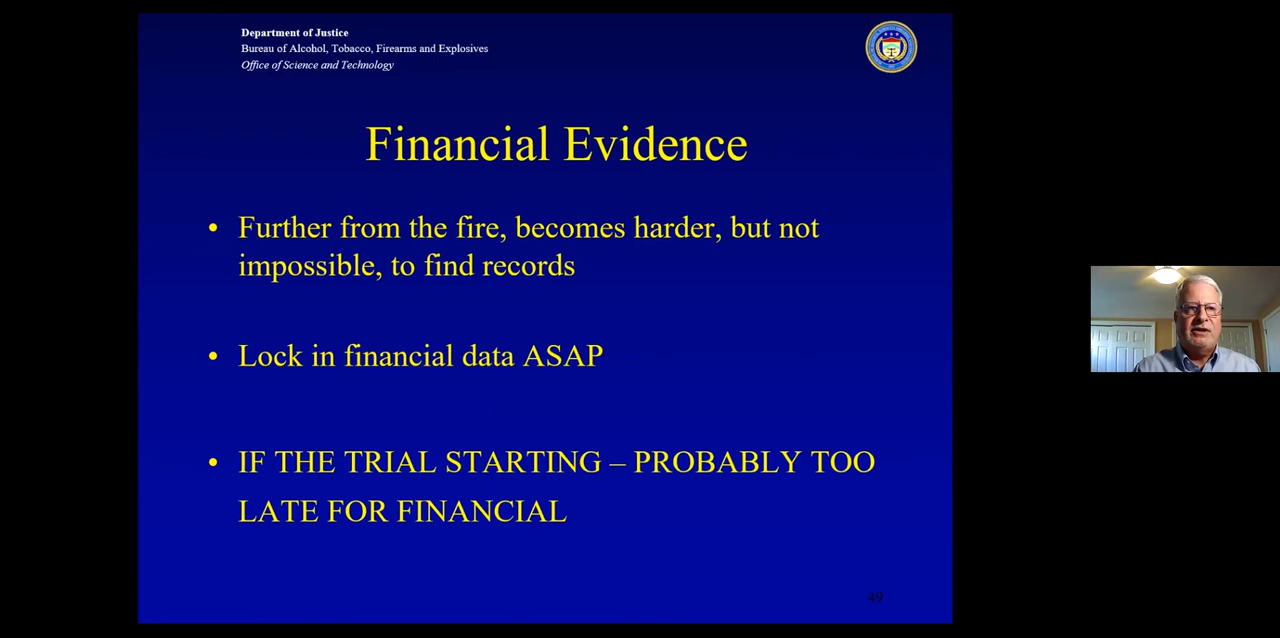 Department of Justice
Bureau of Alcohol, Tobacco, Firearms and Explosives
Office of Science and Technology
Financial Evidence
• Further from the fire, becomes harder, but not
impossible, to find records
• Lock in financial data ASAP
• IF THE TRIAL STARTING – PROBABLY TOO
LATE FOR FINANCIAL
49